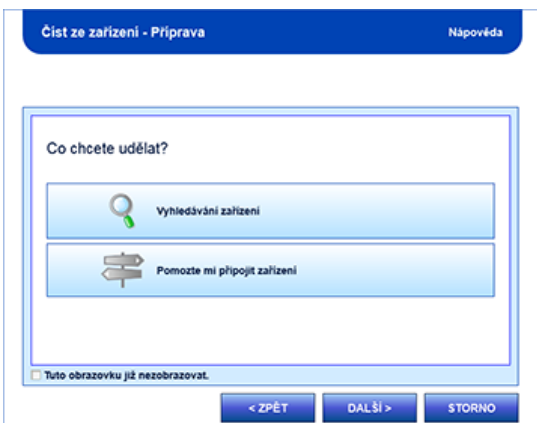 Číst ze zařízení - Příprava
Nápověda
Co chcete udělat?
Vyhledávání zařízení
Pomozte mi připojit zařízení
Tuto obrazovku již nezobrazovat.
< ZPĚT
DALŠÍ >
STORNO